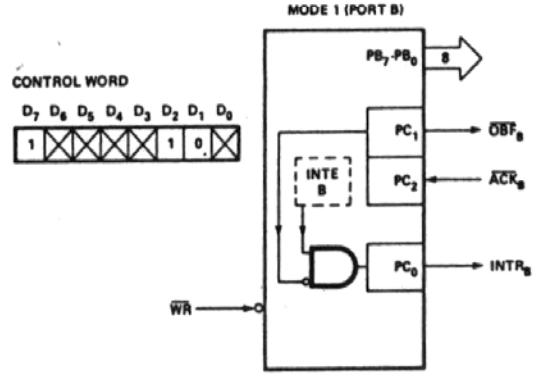 MODE 1 (PORT B)
PB7-PB0
8
CONTROL WORD
D7 D6 D5 D4 D3 D2 D1 D0
1 1 0
PC1
OBFB
INTE
B
PC2
ACKB
PC0
INTRB
WR